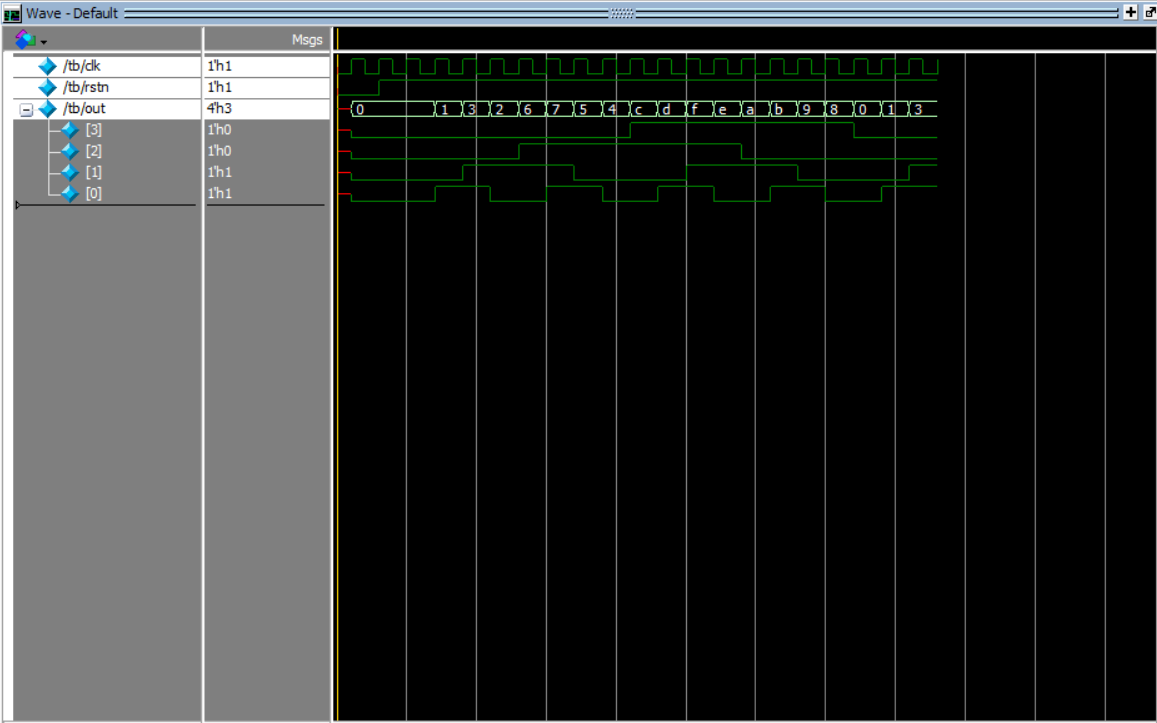 Wave - Default
Msgs
/tb/clk 1'h1
/tb/rstn 1'h1
/tb/out 4'h3 0 1 3 2 6 7 5 4 c d f e a b 9 8 0 1 3
[3] 1'h0
[2] 1'h0
[1] 1'h1
[0] 1'h1